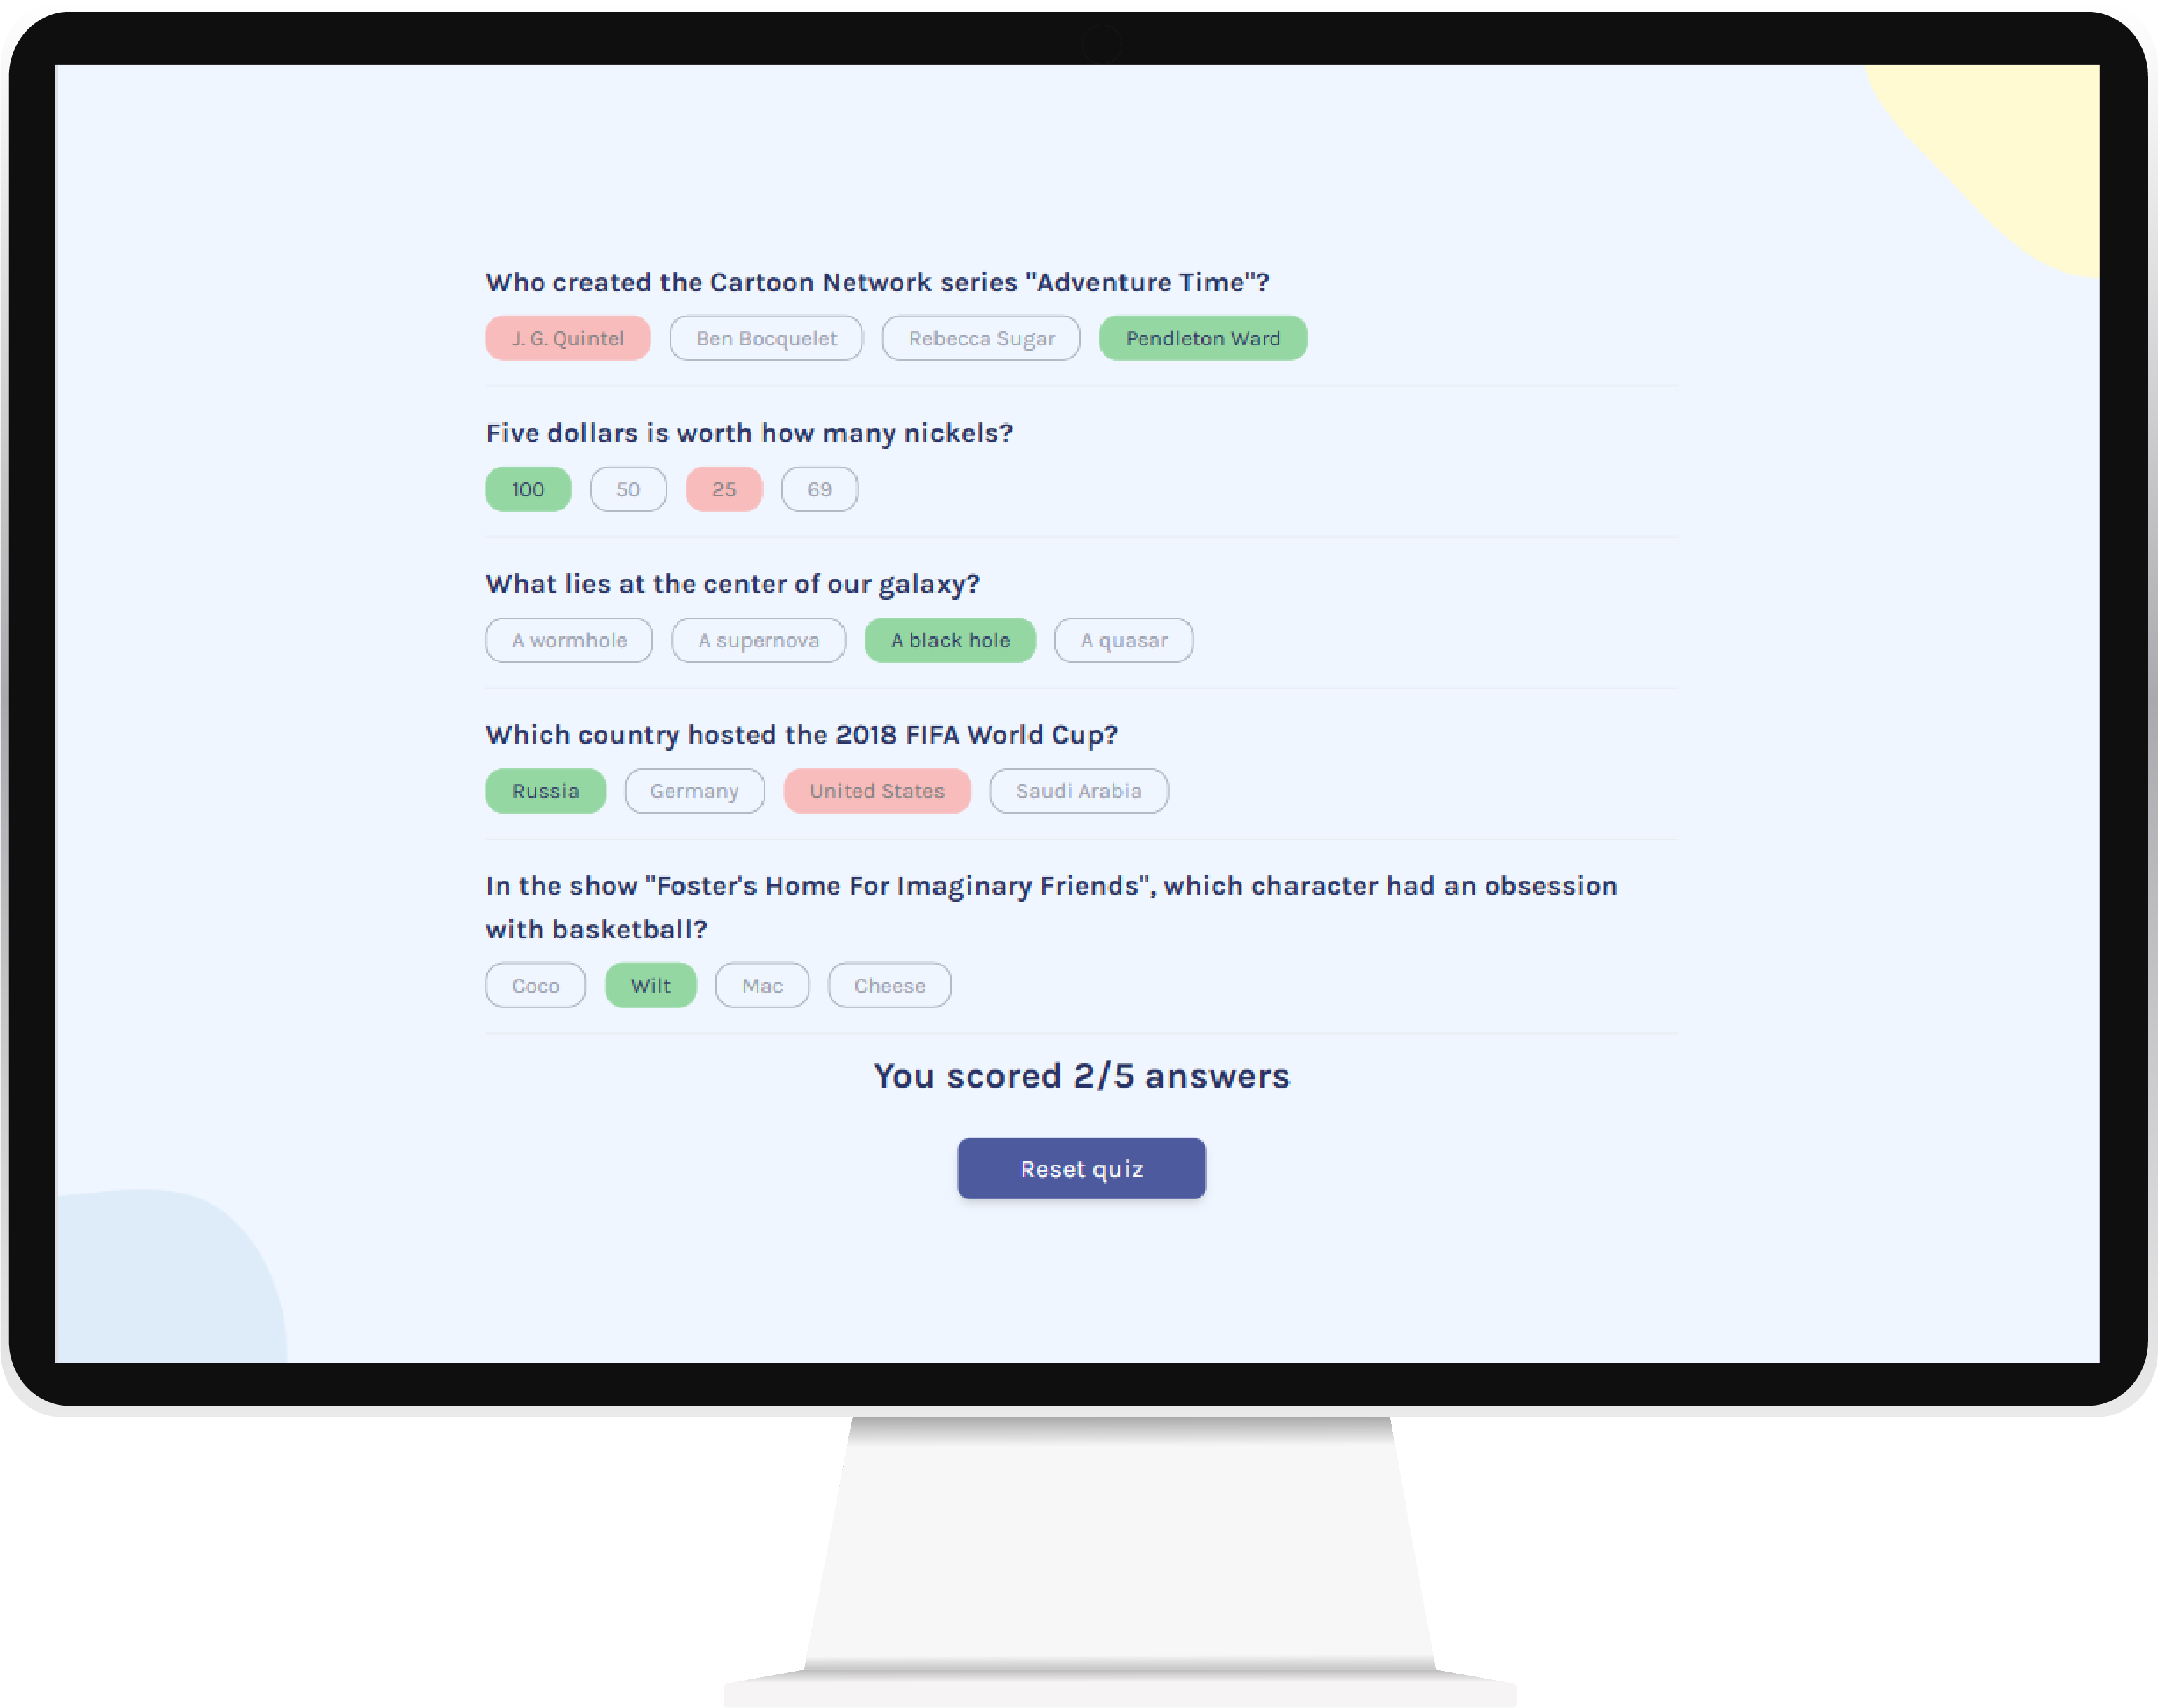 Who created the Cartoon Network series "Adventure Time"?
J. G. Quintel Ben Bocquelet Rebecca Sugar Pendleton Ward
Five dollars is worth how many nickels?
100 50 25 69
What lies at the center of our galaxy?
A wormhole A supernova A black hole A quasar
Which country hosted the 2018 FIFA World Cup?
Russia Germany United States Saudi Arabia
In the show "Foster's Home For Imaginary Friends", which character had an obsession
with basketball?
Coco Wilt Mac Cheese
You scored 2/5 answers
Reset quiz